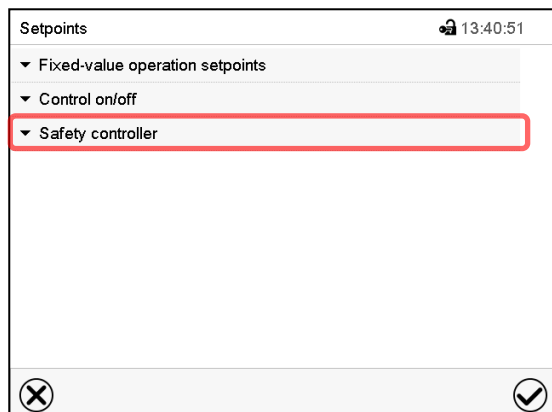 Setpoints 13:40:51
Fixed-value operation setpoints
Control on/off
Safety controller